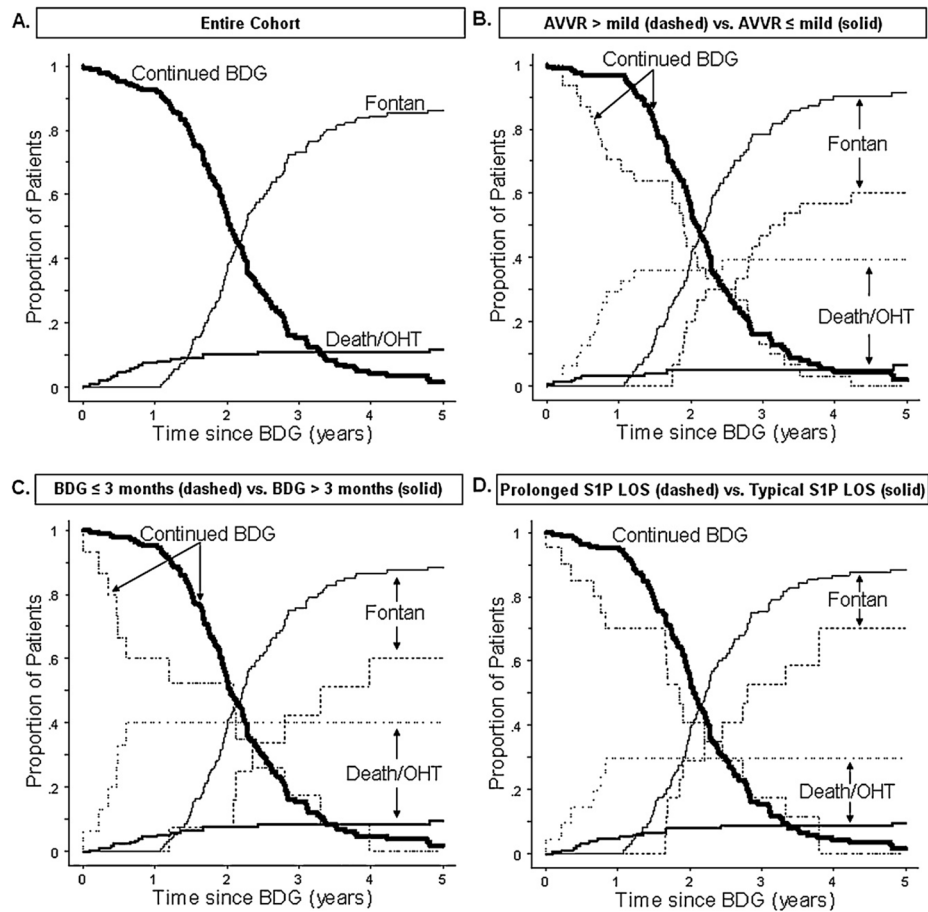 A. Entire Cohort
Proportion of Patients
1
.8
.6
.4
.2
0
Continued BDG
Fontan
Death/OHT
0 1 2 3 4 5
Time since BDG (years)
B. AVVR > mild (dashed) vs. AVVR ≤ mild (solid)
Proportion of Patients
1
.8
.6
.4
.2
0
Continued BDG
Fontan
Death/OHT
0 1 2 3 4 5
Time since BDG (years)
C. BDG ≤ 3 months (dashed) vs. BDG > 3 months (solid)
Proportion of Patients
1
.8
.6
.4
.2
0
Continued BDG
Fontan
Death/OHT
0 1 2 3 4 5
Time since BDG (years)
D. Prolonged S1P LOS (dashed) vs. Typical S1P LOS (solid)
Proportion of Patients
1
.8
.6
.4
.2
0
Continued BDG
Fontan
Death/OHT
0 1 2 3 4 5
Time since BDG (years)